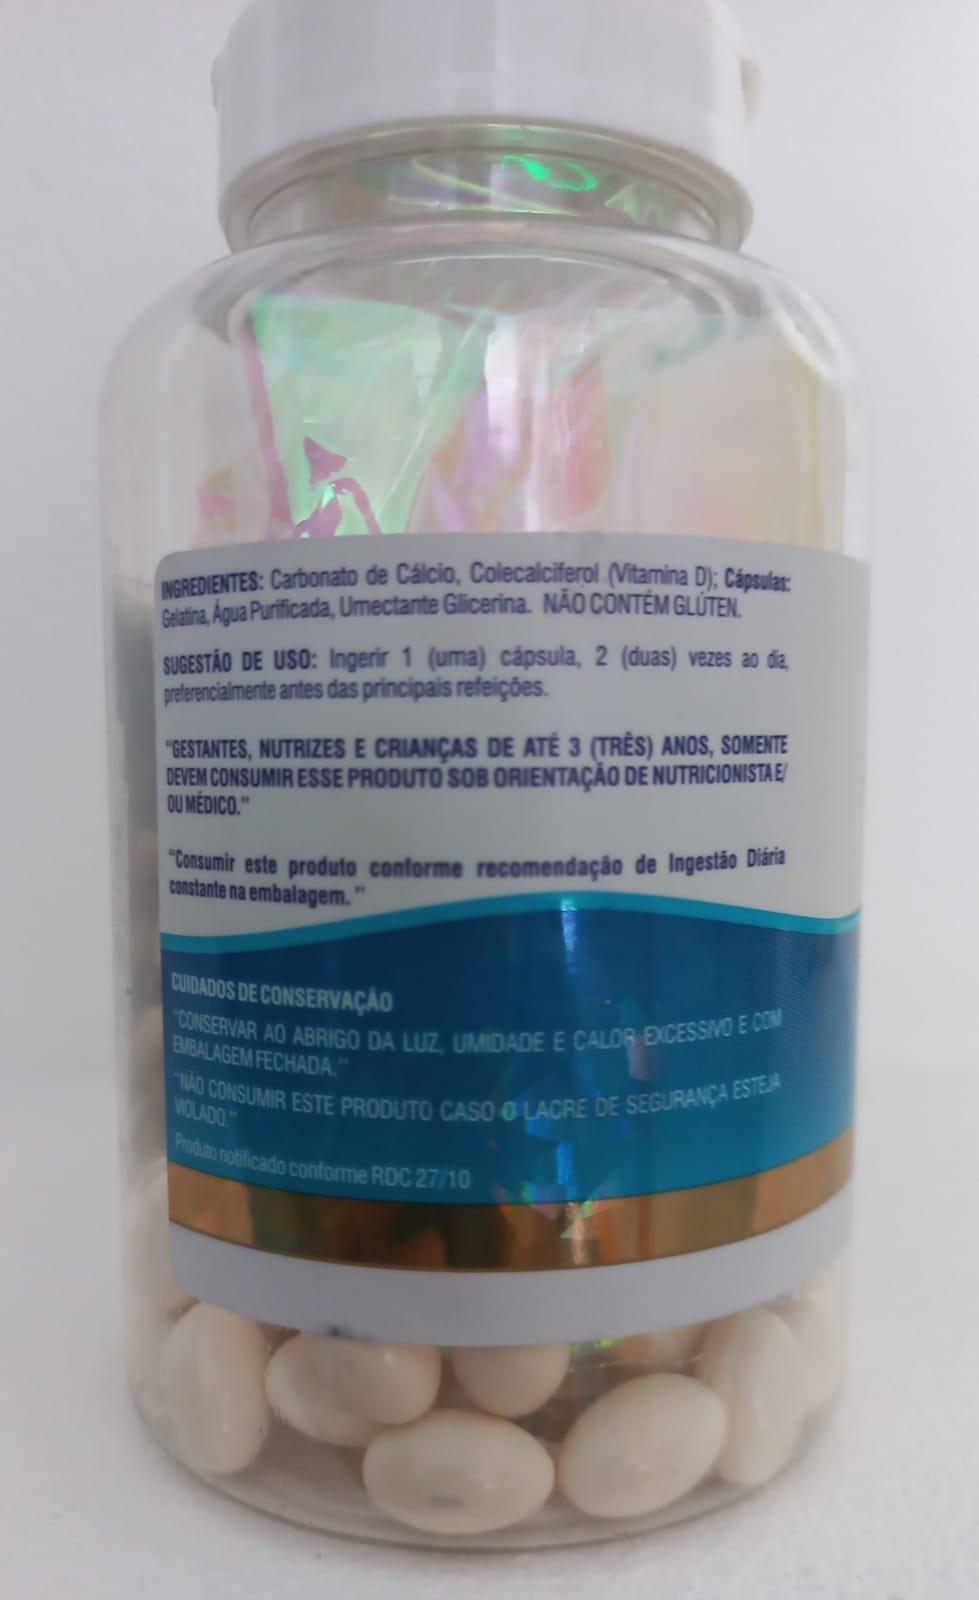 INGREDIENTES: Carbonato de Cálcio, Colecalciferol (Vitamina D); Cápsulas:
Gelatina, Água Purificada, Umectante Glicerina. NÃO CONTÉM GLÚTEN.
SUGESTÃO DE USO: Ingerir 1 (uma) cápsula, 2 (duas) vezes ao dia,
preferencialmente antes das principais refeições.
"GESTANTES, NUTRIZES E CRIANÇAS DE ATÉ 3 (TRÊS) ANOS, SOMENTE
DEVEM CONSUMIR ESSE PRODUTO SOB ORIENTAÇÃO DE NUTRICIONISTA E/
OU MÉDICO."
"Consumir este produto conforme recomendação de Ingestão Diária
constante na embalagem."
CUIDADOS DE CONSERVAÇÃO
"CONSERVAR AO ABRIGO DA LUZ, UMIDADE E CALOR EXCESSIVO E COM
EMBALAGEM FECHADA."
"NÃO CONSUMIR ESTE PRODUTO CASO O LACRE DE SEGURANÇA ESTEJA
VIOLADO."
Produto notificado conforme RDC 27/10